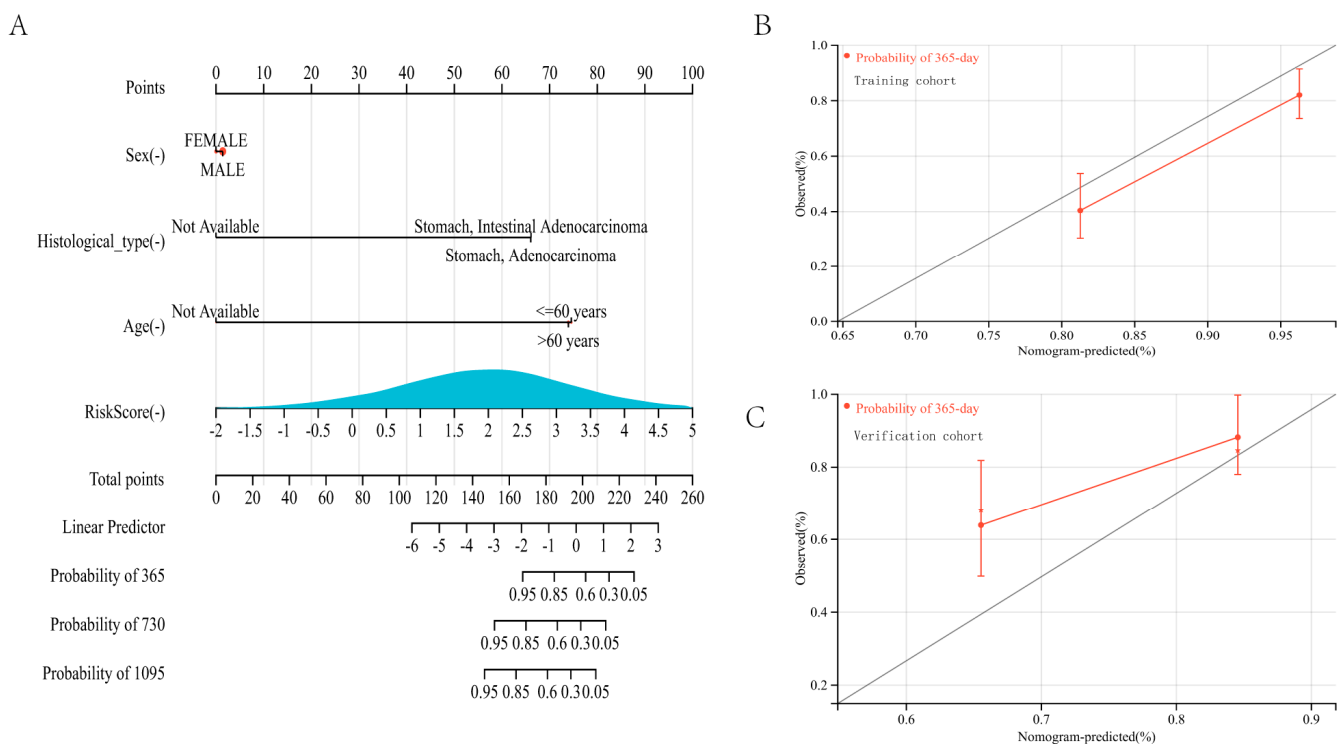 A
Points
0 10 20 30 40 50 60 70 80 90 100
Sex(-)
FEMALE
MALE
Histological_type(-)
Not Available
Stomach, Intestinal Adenocarcinoma
Stomach, Adenocarcinoma
Age(-)
Not Available
<=60 years
>60 years
RiskScore(-)
-2 -1.5 -1 -0.5 0 0.5 1 1.5 2 2.5 3 3.5 4 4.5 5
Total points
0 20 40 60 80 100 120 140 160 180 200 220 240 260
Linear Predictor
-6 -5 -4 -3 -2 -1 0 1 2 3
Probability of 365
0.95 0.85 0.6 0.3 0.05
Probability of 730
0.95 0.85 0.6 0.3 0.05
Probability of 1095
0.95 0.85 0.6 0.3 0.05
B
Probability of 365-day
Training cohort
Observed(%)
1.0
0.8
0.6
0.4
0.2
0.0
0.65 0.70 0.75 0.80 0.85 0.90 0.95
Nomogram-predicted(%)
C
Probability of 365-day
Verification cohort
Observed(%)
1.0
0.8
0.6
0.4
0.2
0.6 0.7 0.8 0.9
Nomogram-predicted(%)